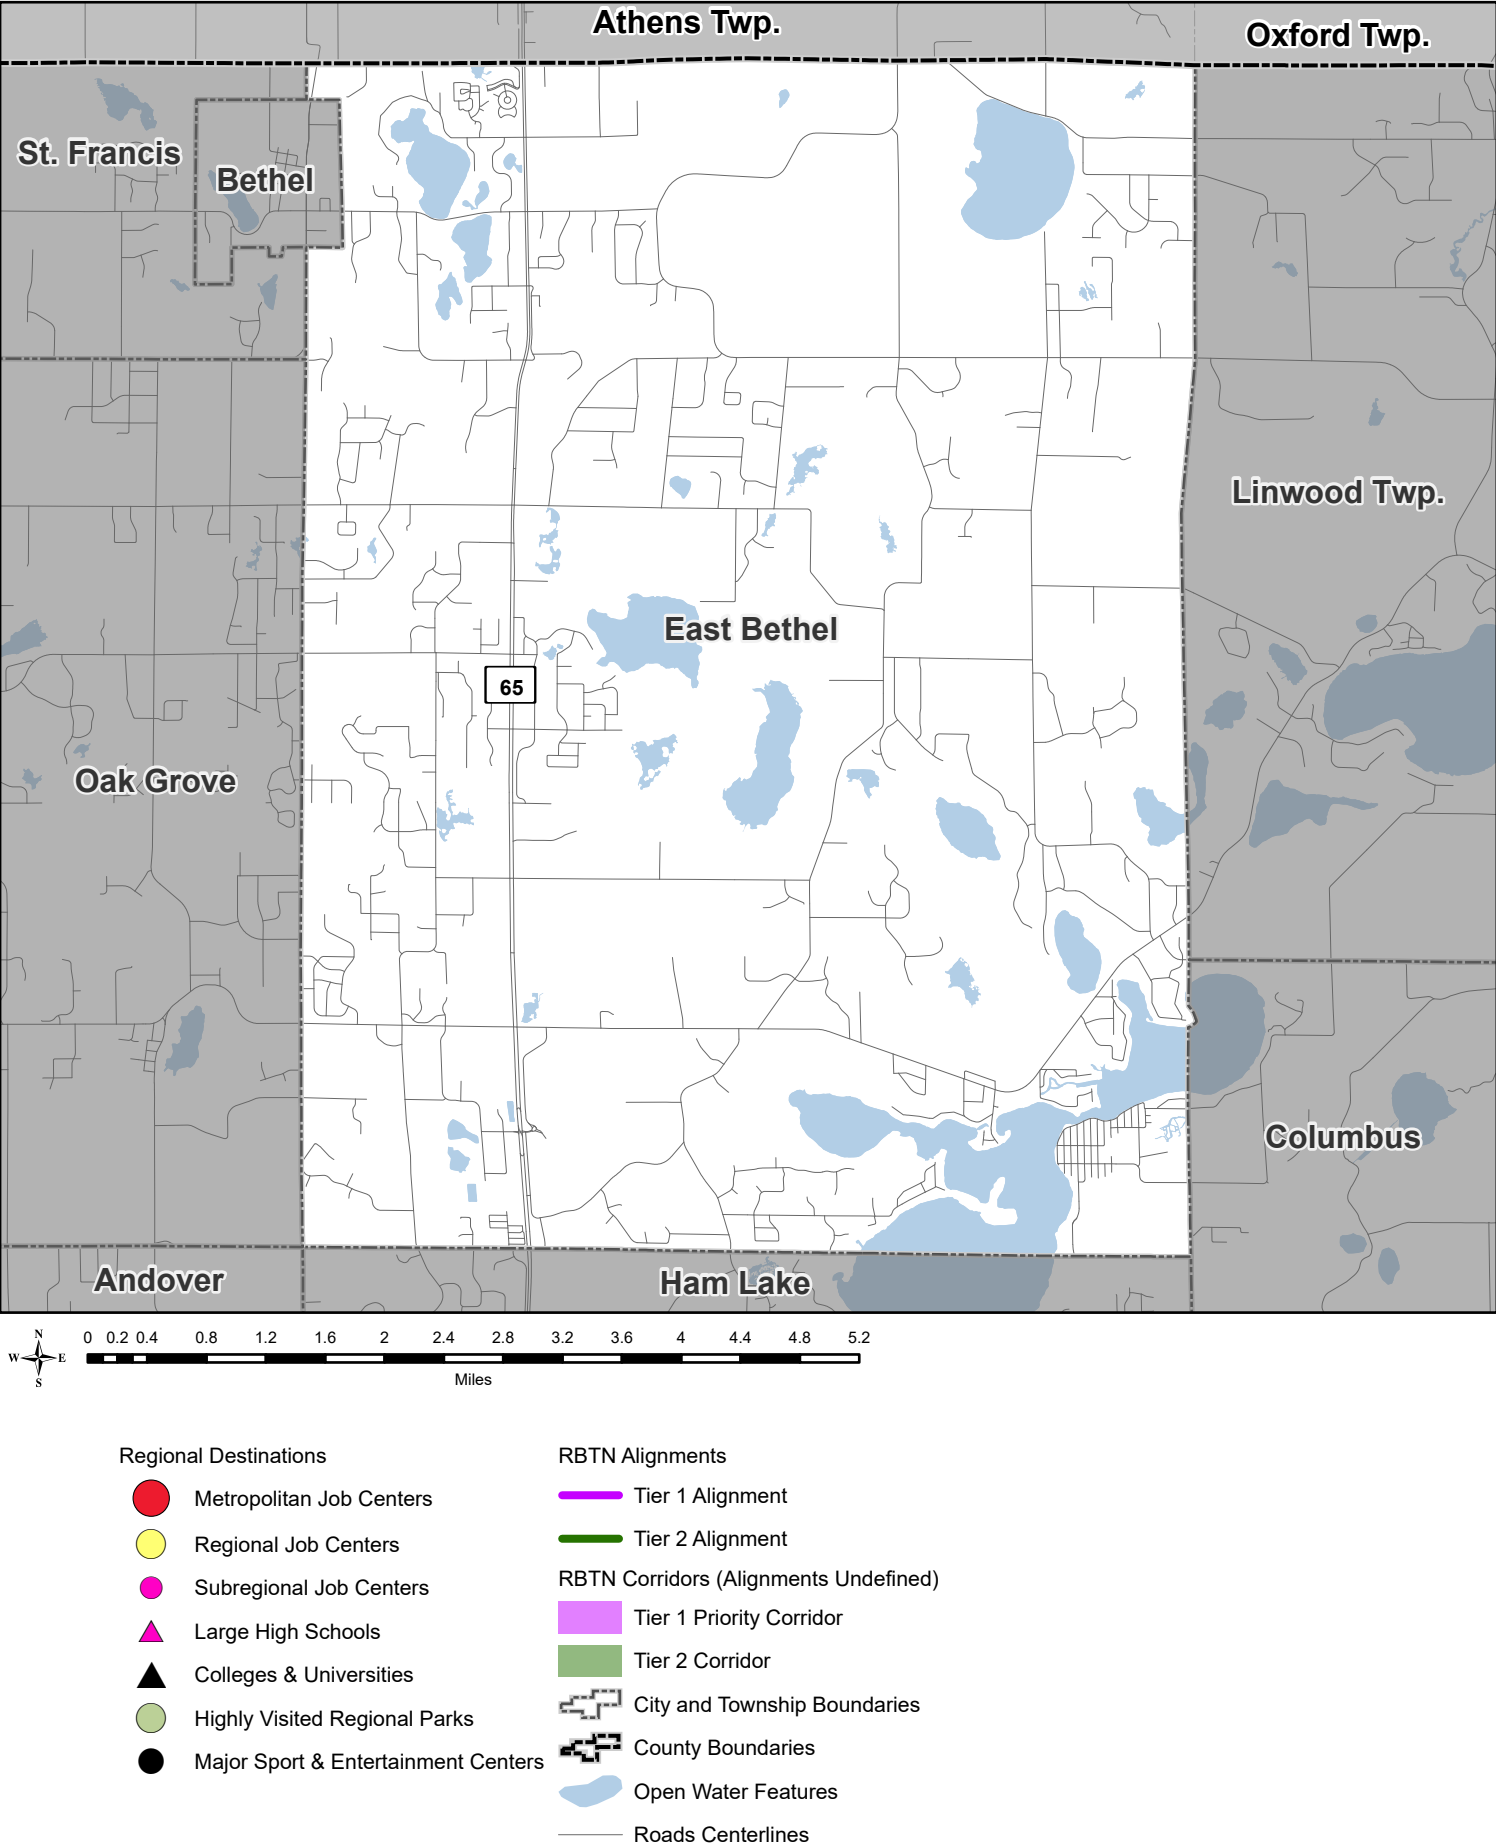 Athens Twp.
Oxford Twp.
St. Francis
Bethel
Linwood Twp.
East Bethel
65
Oak Grove
Columbus
Andover
Ham Lake
N
W E
S
0 0.2 0.4 0.8 1.2 1.6 2 2.4 2.8 3.2 3.6 4 4.4 4.8 5.2
Miles
Regional Destinations
Metropolitan Job Centers
Regional Job Centers
Subregional Job Centers
Large High Schools
Colleges & Universities
Highly Visited Regional Parks
Major Sport & Entertainment Centers
RBTN Alignments
Tier 1 Alignment
Tier 2 Alignment
RBTN Corridors (Alignments Undefined)
Tier 1 Priority Corridor
Tier 2 Corridor
City and Township Boundaries
County Boundaries
Open Water Features
Roads Centerlines